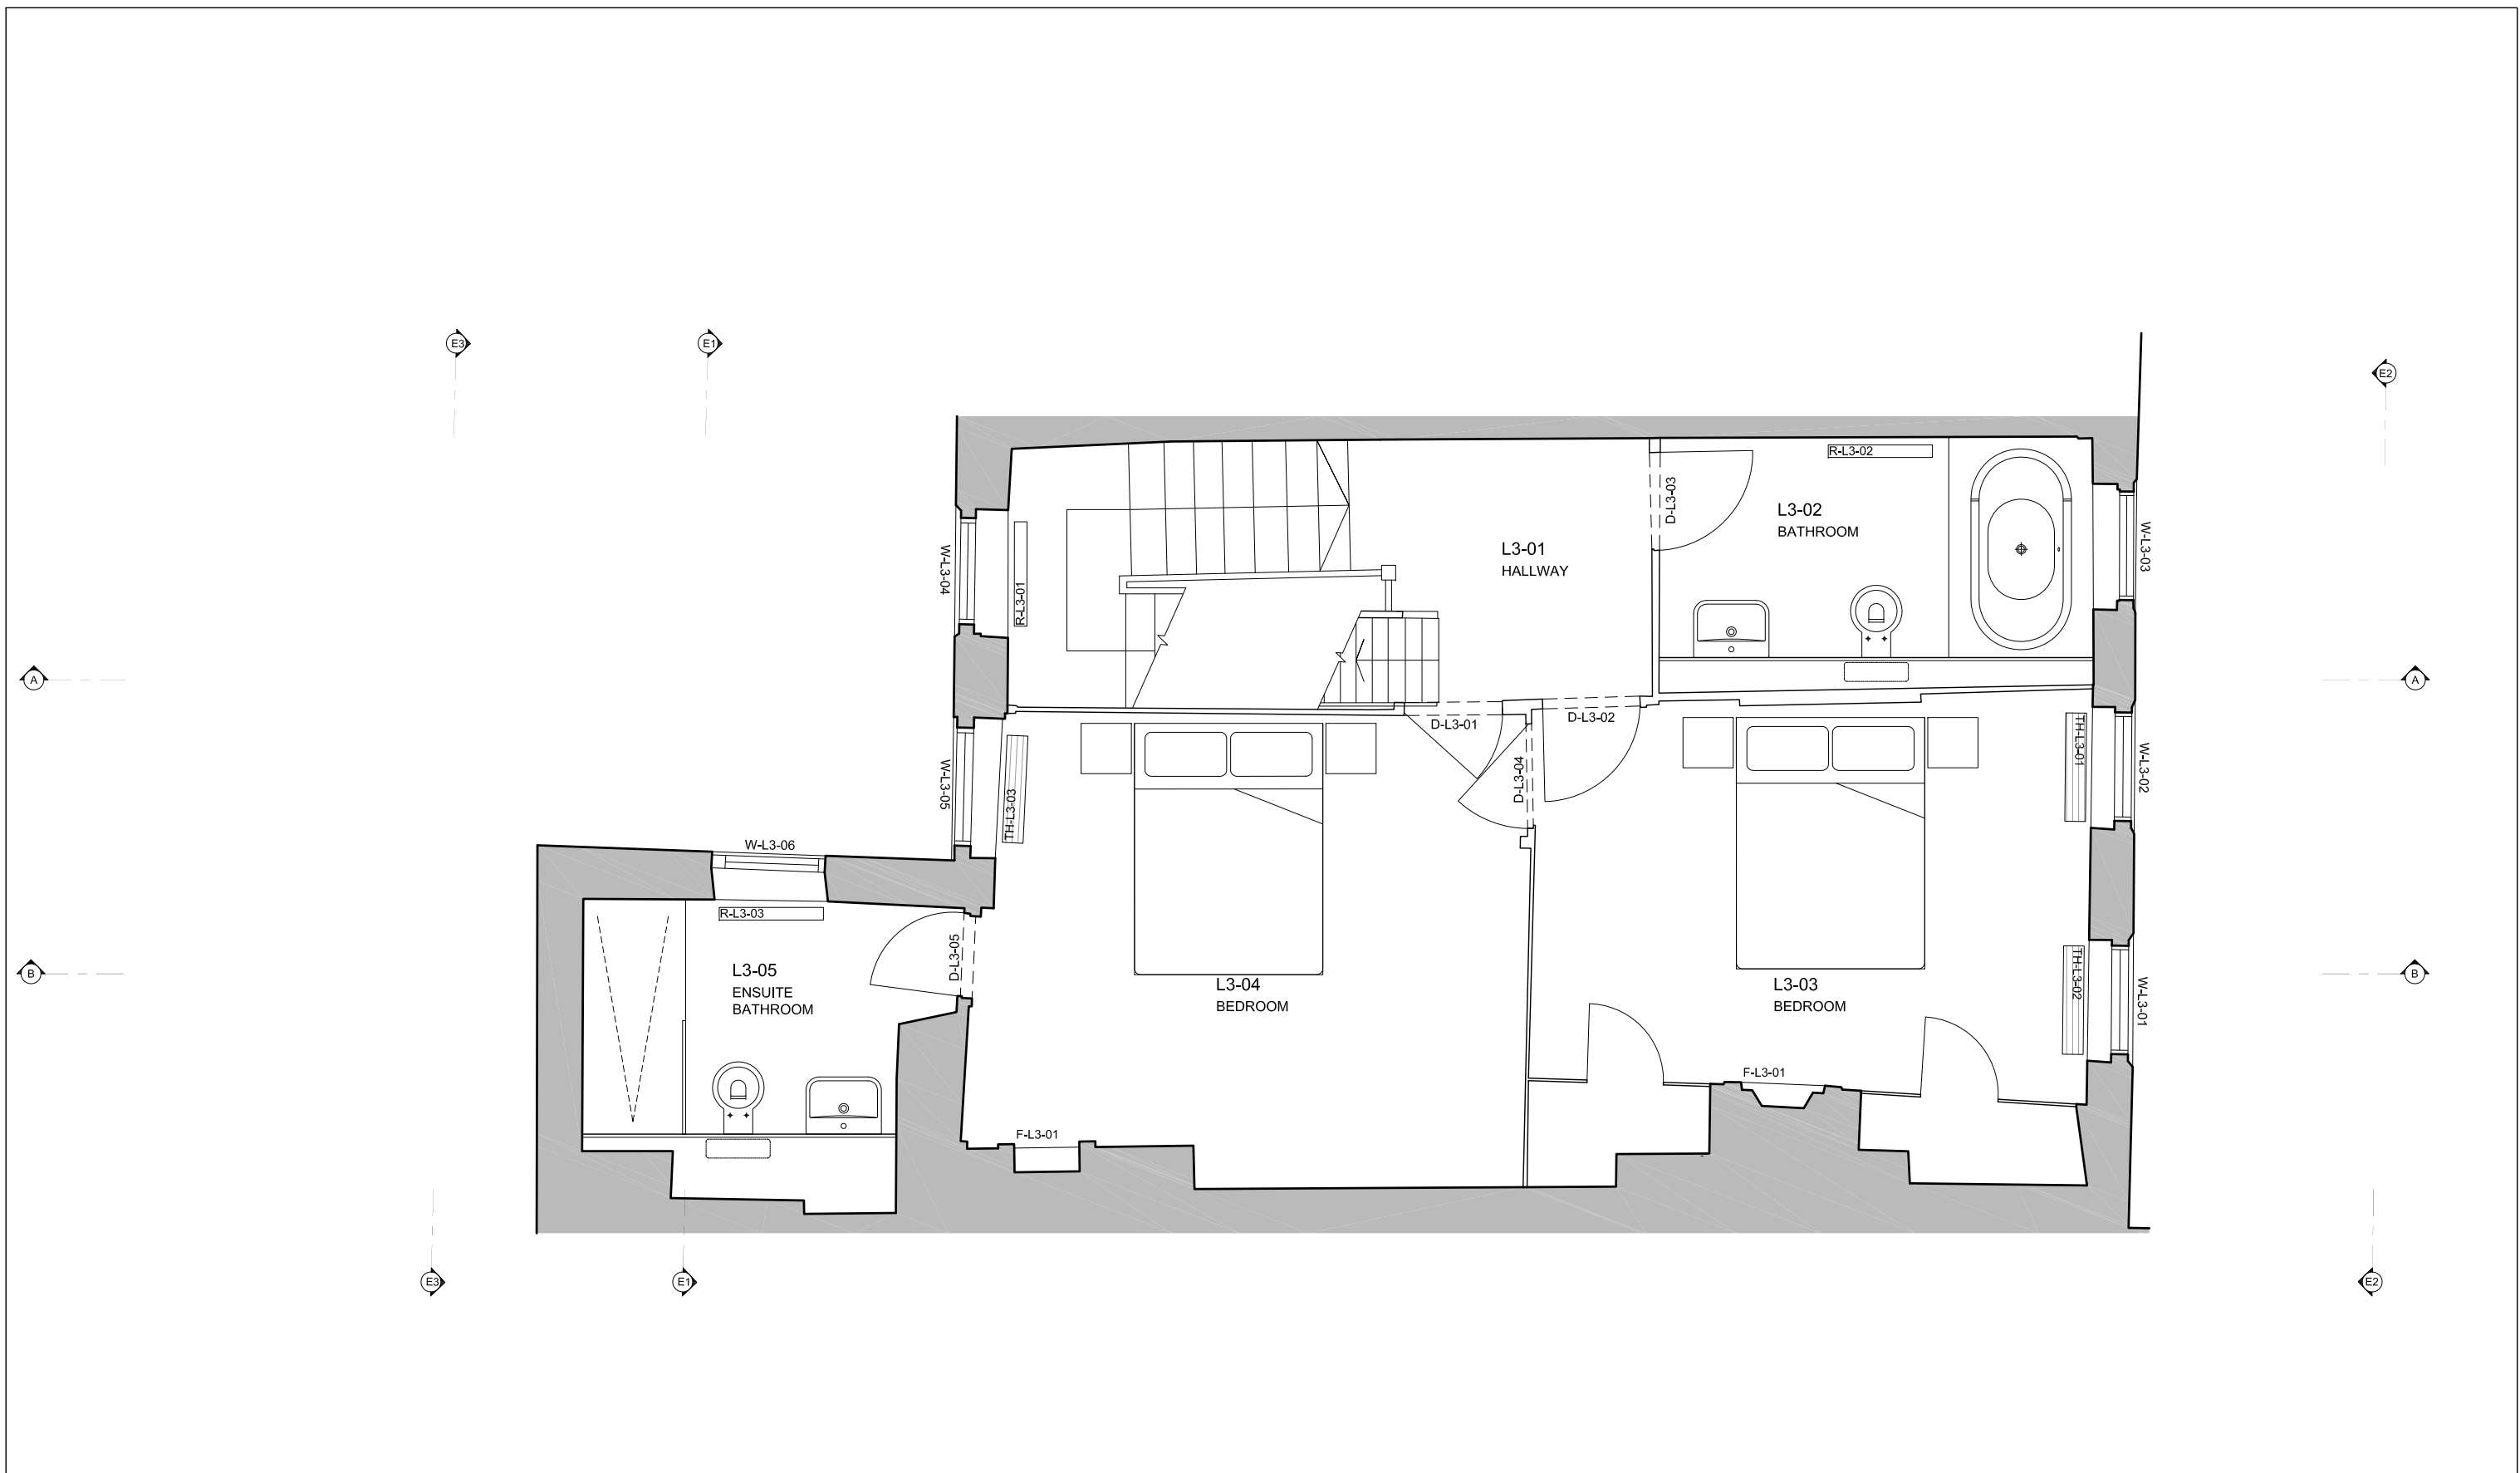 E3
E1
E2
R-L3-02
D-L3-03
L3-02
BATHROOM
W-L3-03
L3-01
HALLWAY
W-L3-04
R-L3-01
A
A
D-L3-01
D-L3-02
TH-L3-01
W-L3-02
D-L3-04
W-L3-05
TH-L3-03
W-L3-06
R-L3-03
D-L3-05
L3-05
ENSUITE
BATHROOM
B
B
L3-04
BEDROOM
L3-03
BEDROOM
TH-L3-02
W-L3-01
F-L3-01
F-L3-01
E3
E1
E2